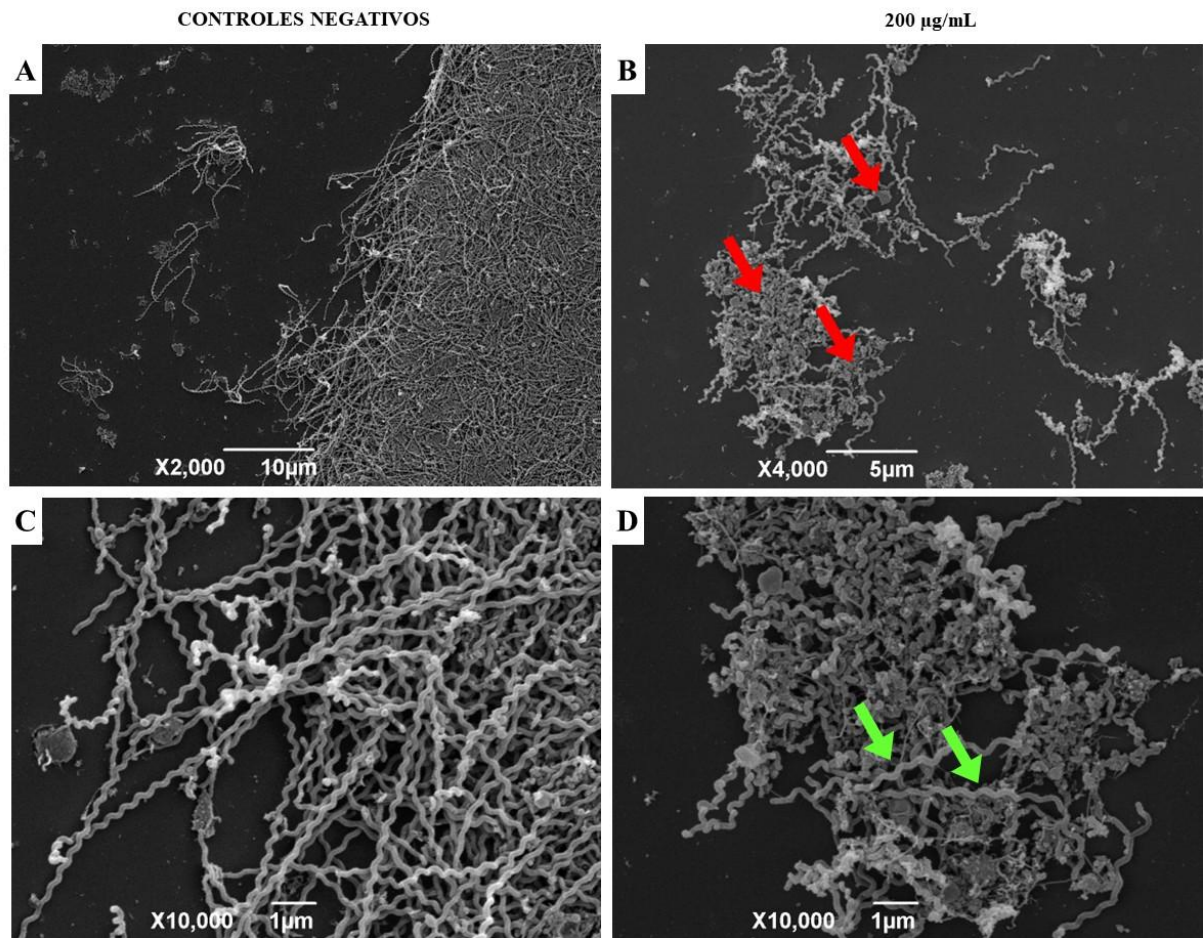 CONTROLES NEGATIVOS
200 µg/mL
A
B
X2,000 10µm
X4,000 5µm
C
D
X10,000 1µm
X10,000 1µm